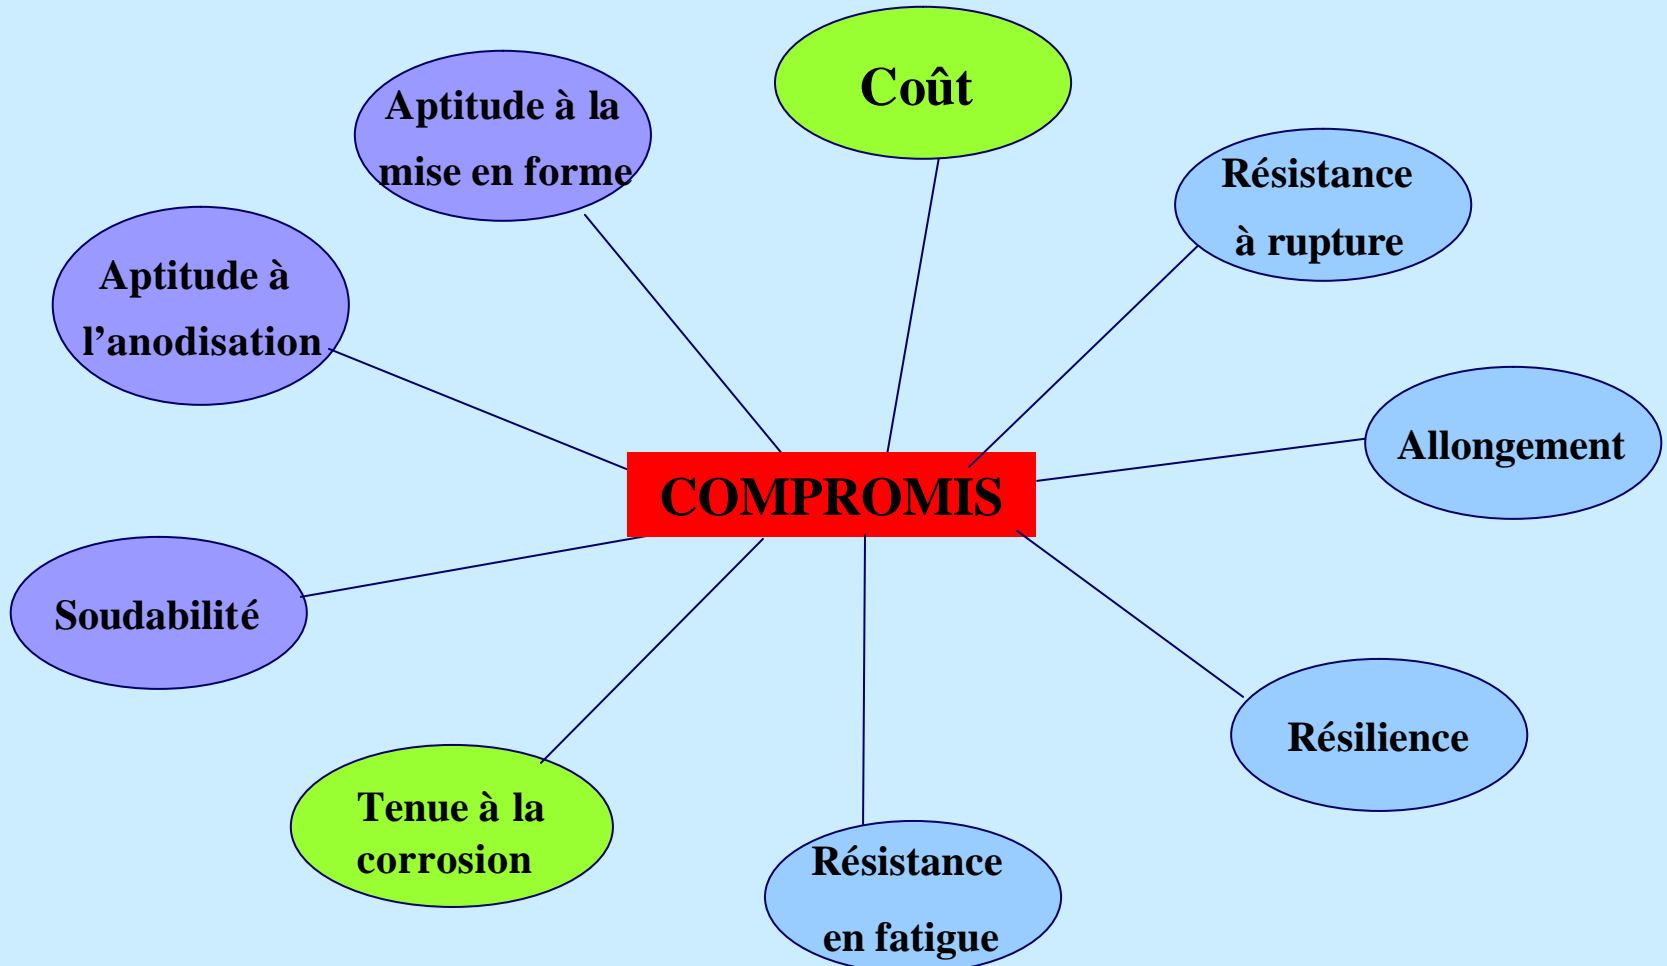 Coût
Aptitude à la
mise en forme
Résistance
à rupture
Aptitude à
l’anodisation
Allongement
COMPROMIS
Soudabilité
Résilience
Tenue à la
corrosion
Résistance
en fatigue